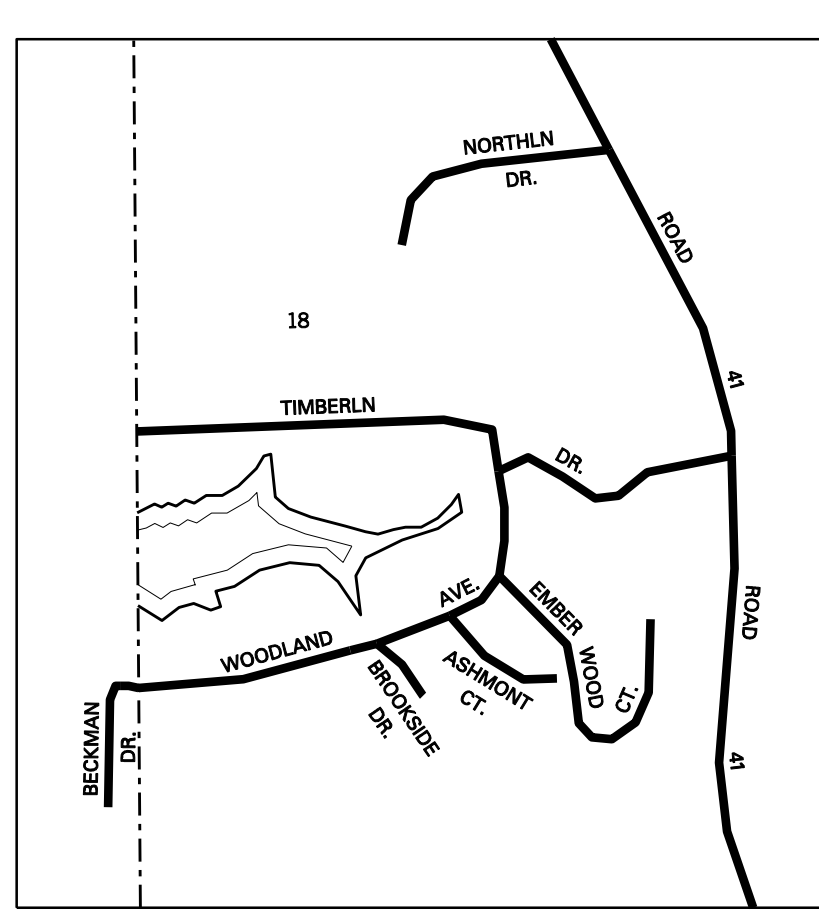 NORTHLN
DR.
ROAD
18
41
TIMBERLN
DR.
EMBER
AVE.
ROAD
WOODLAND
WOOD
ASHMONT
CT.
CT.
BROOKSIDE
DR.
BECKMAN
DR.
41